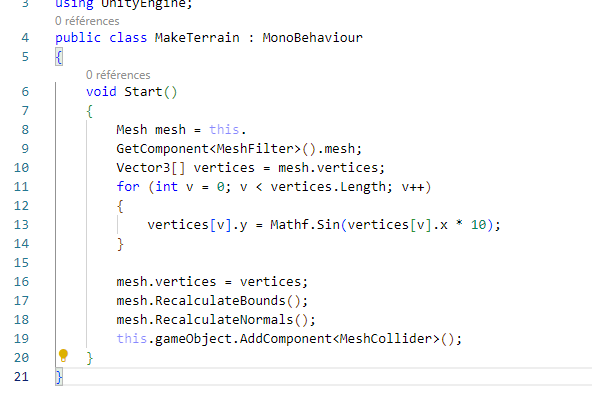 3 using UnityEngine;
0 références
4 public class MakeTerrain : MonoBehaviour
5 {
0 références
6 void Start()
7 {
8 Mesh mesh = this.
9 GetComponent<MeshFilter>().mesh;
10 Vector3[] vertices = mesh.vertices;
11 for (int v = 0; v < vertices.Length; v++)
12 {
13 vertices[v].y = Mathf.Sin(vertices[v].x * 10);
14 }
15
16 mesh.vertices = vertices;
17 mesh.RecalculateBounds();
18 mesh.RecalculateNormals();
19 this.gameObject.AddComponent<MeshCollider>();
20 }
21 }